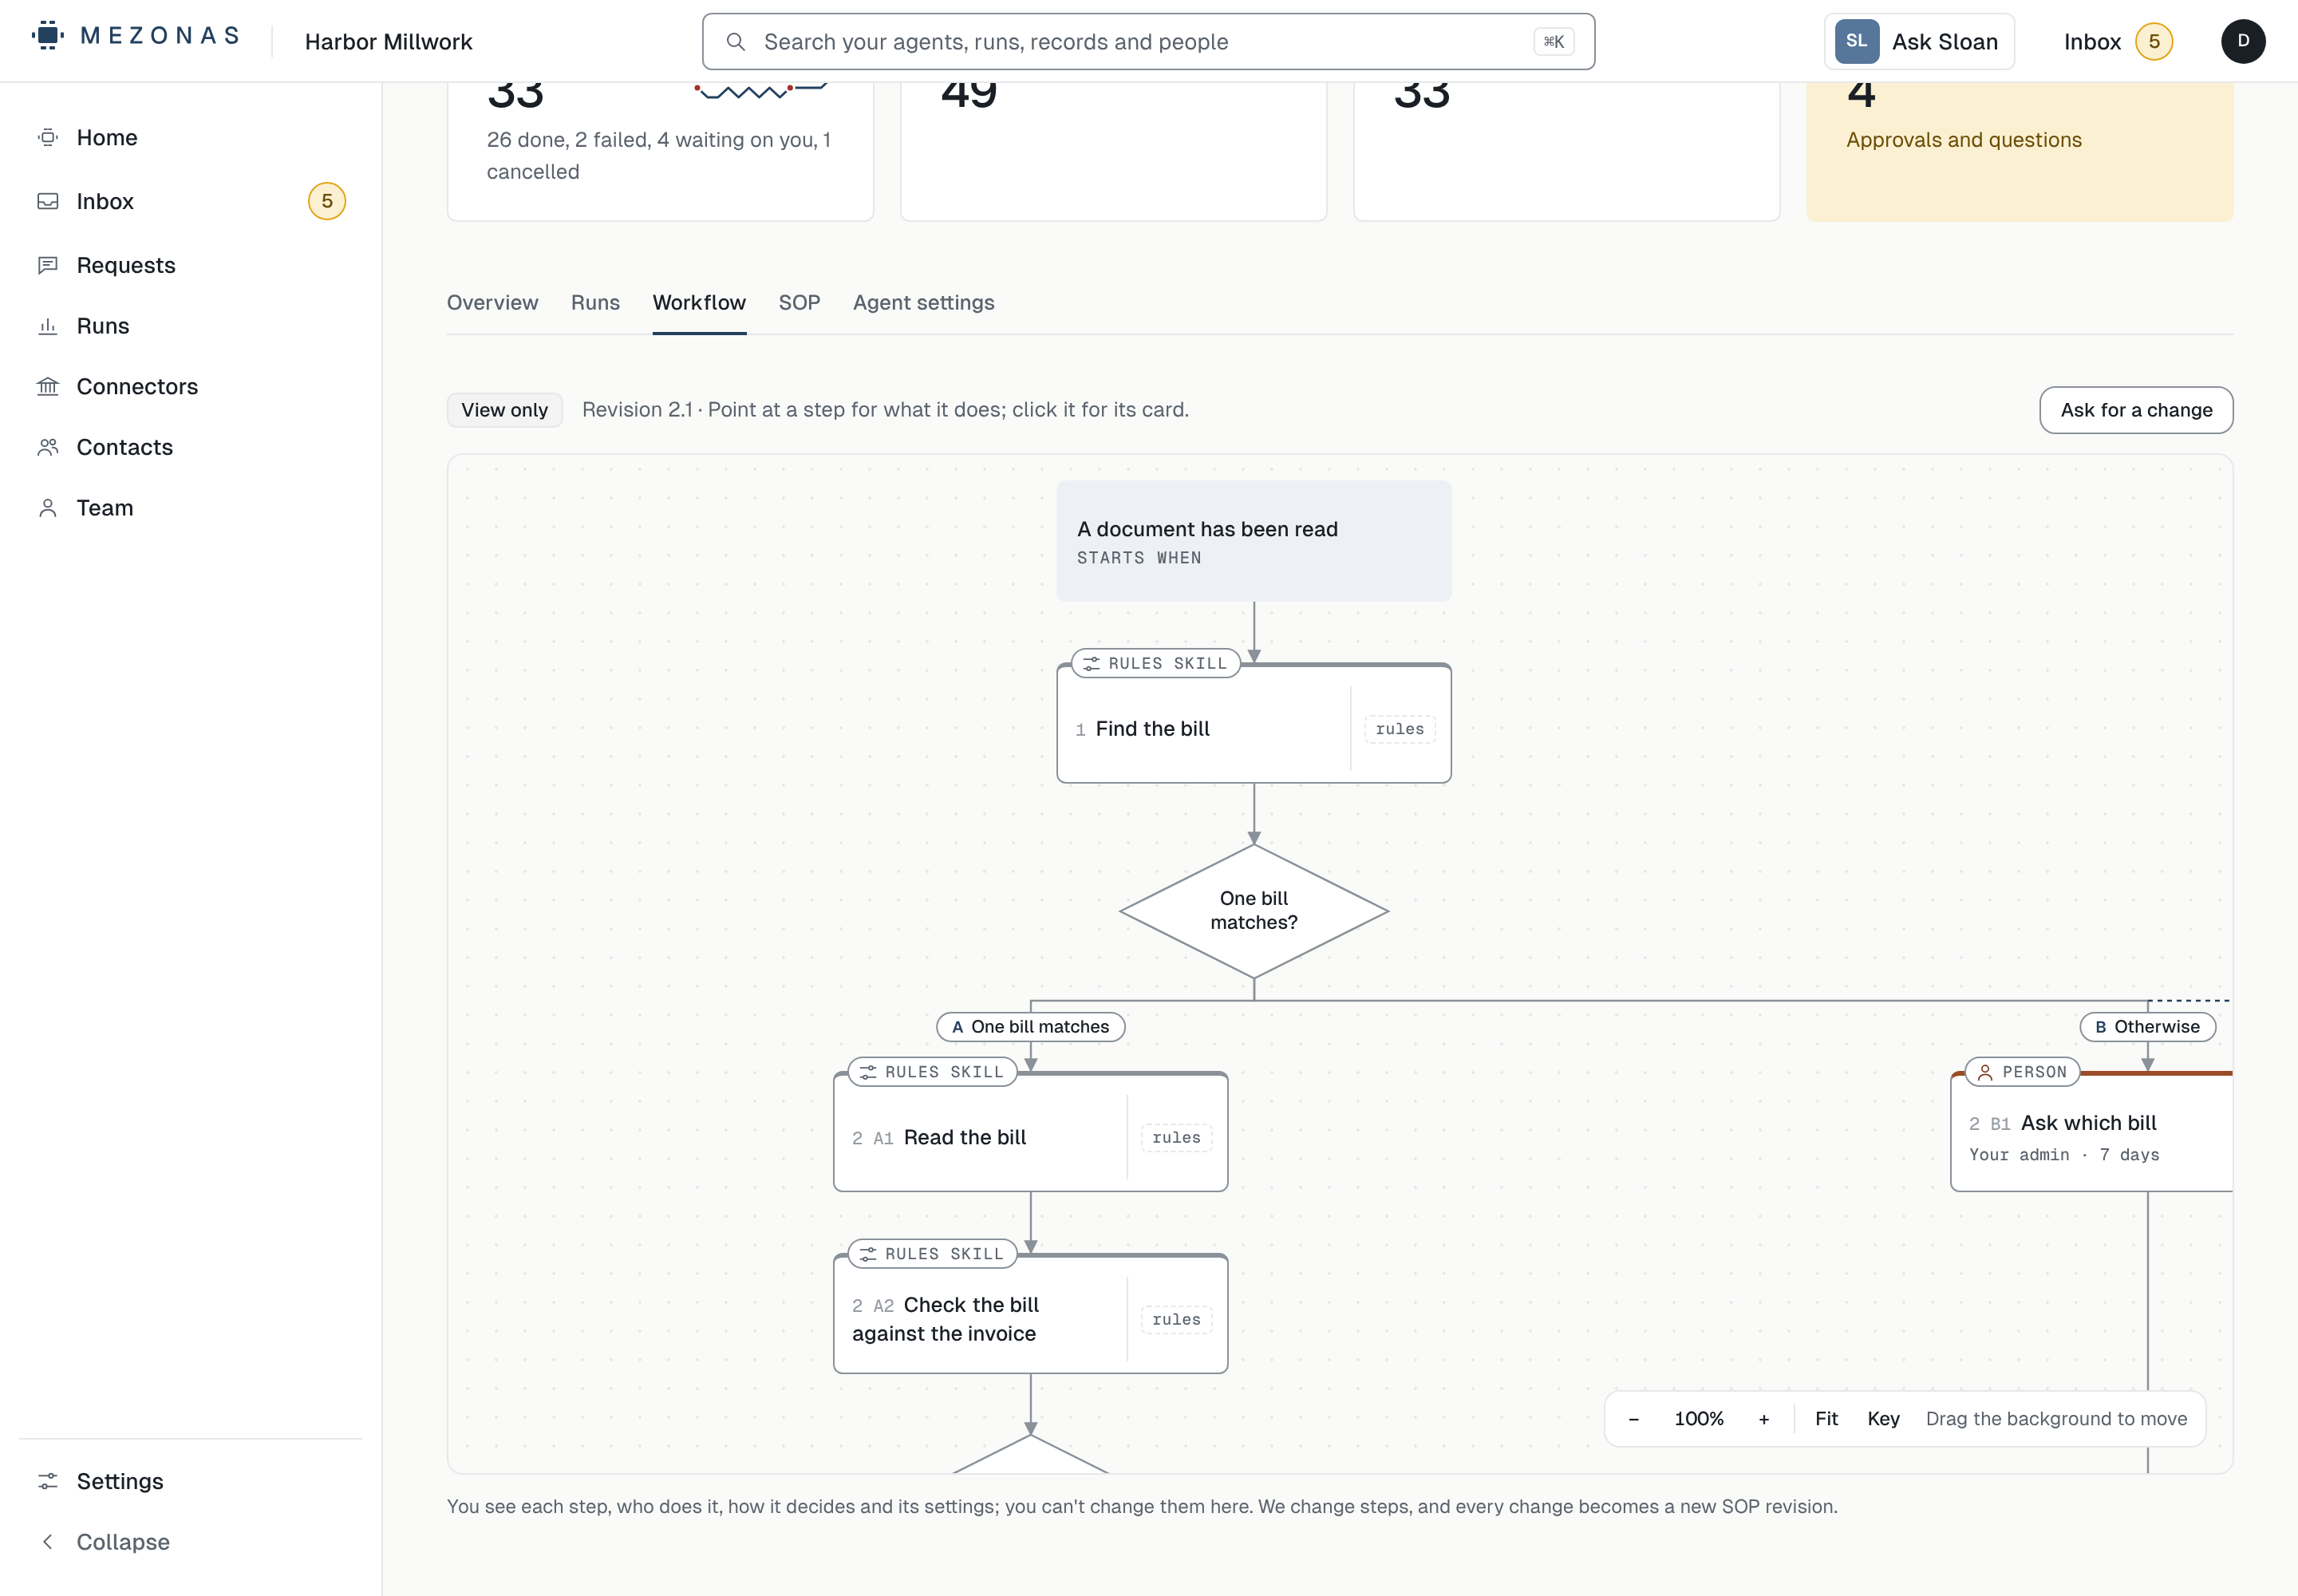 MEZONAS
Harbor Millwork
Search your agents, runs, records and people
⌘K
SL
Ask Sloan
Inbox
5
D
Home
Inbox
5
Requests
Runs
Connectors
Contacts
Team
Settings
Collapse
33
26 done, 2 failed, 4 waiting on you, 1
cancelled
49
33
4
Approvals and questions
Overview
Runs
Workflow
SOP
Agent settings
View only
Revision 2.1 · Point at a step for what it does; click it for its card.
Ask for a change
A document has been read
STARTS WHEN
RULES SKILL
1 Find the bill
rules
One bill
matches?
A One bill matches
B Otherwise
RULES SKILL
2 A1 Read the bill
rules
PERSON
2 B1 Ask which bill
Your admin · 7 days
RULES SKILL
2 A2 Check the bill
against the invoice
rules
−
100%
+
Fit
Key
Drag the background to move
You see each step, who does it, how it decides and its settings; you can't change them here. We change steps, and every change becomes a new SOP revision.